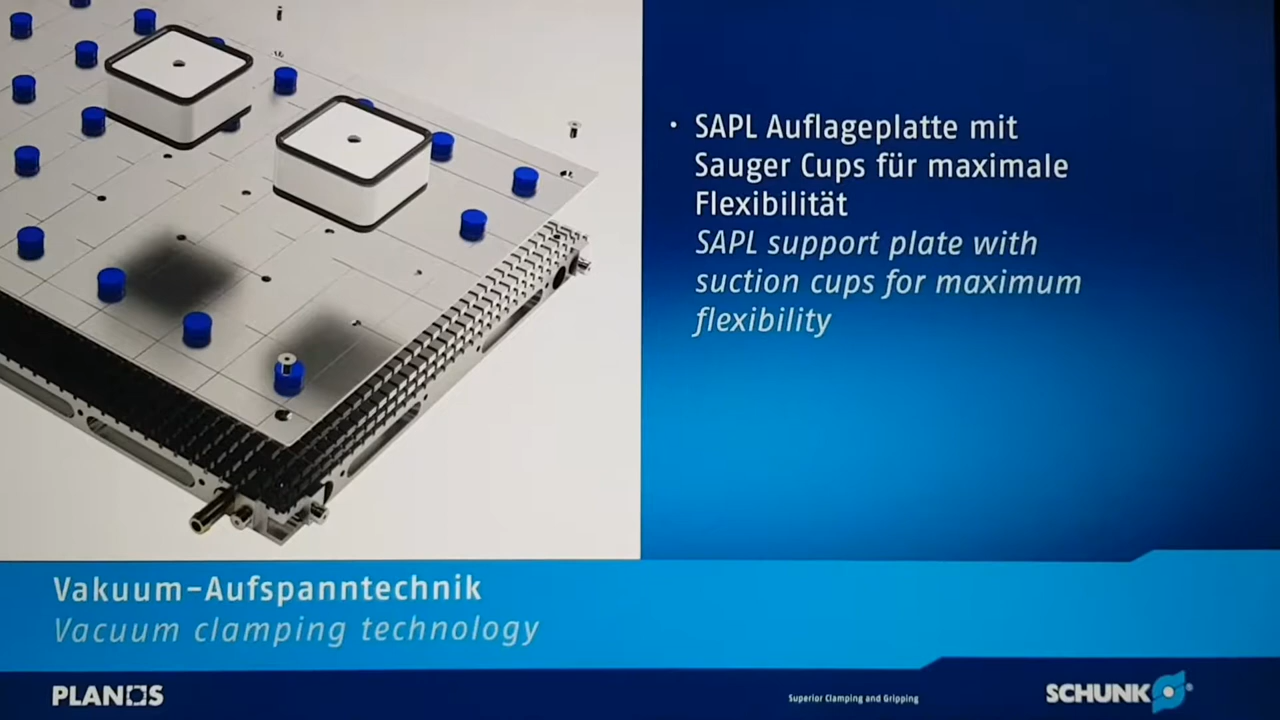 • SAPL Auflageplatte mit
Sauger Cups für maximale
Flexibilität
SAPL support plate with
suction cups for maximum
flexibility
Vakuum-Aufspanntechnik
Vacuum clamping technology
PLANOS
Superior Clamping and Gripping
SCHUNK®